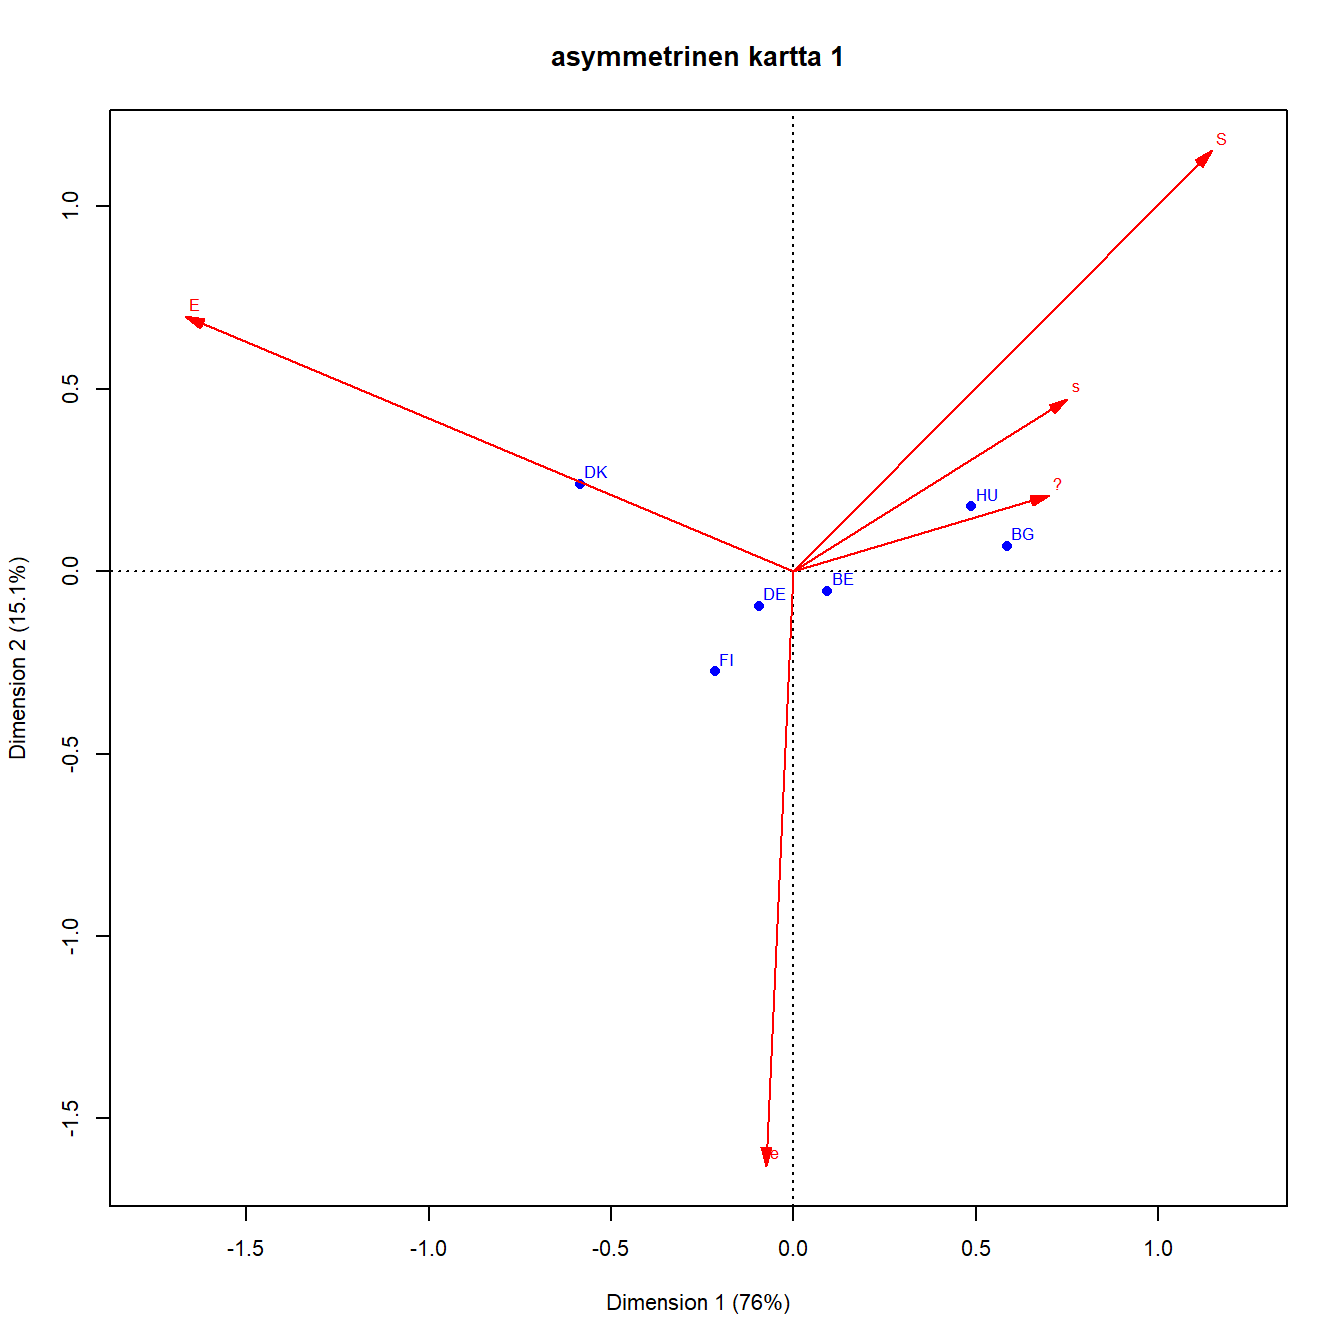 asymmetrinen kartta 1
S
E
s
DK
?
HU
BG
BE
DE
FI
e
1.0
0.5
0.0
-0.5
-1.0
-1.5
Dimension 2 (15.1%)
-1.5 -1.0 -0.5 0.0 0.5 1.0
Dimension 1 (76%)